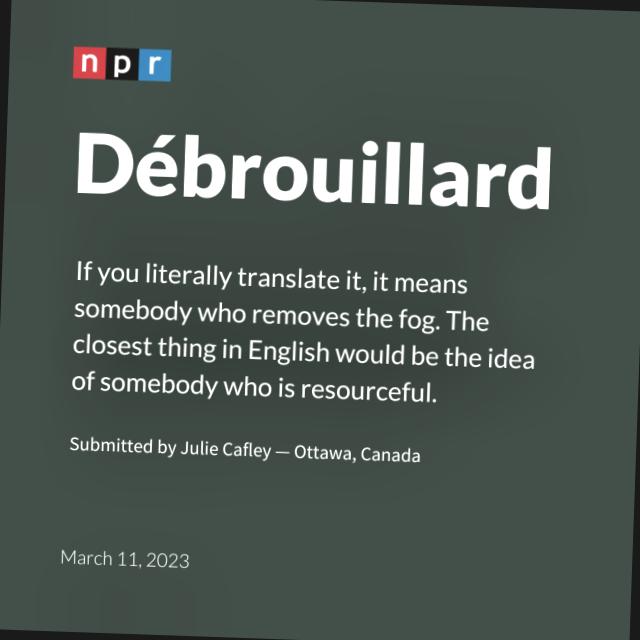 npr
Débrouillard
If you literally translate it, it means
somebody who removes the fog. The
closest thing in English would be the idea
of somebody who is resourceful.
Submitted by Julie Cafley — Ottawa, Canada
March 11, 2023